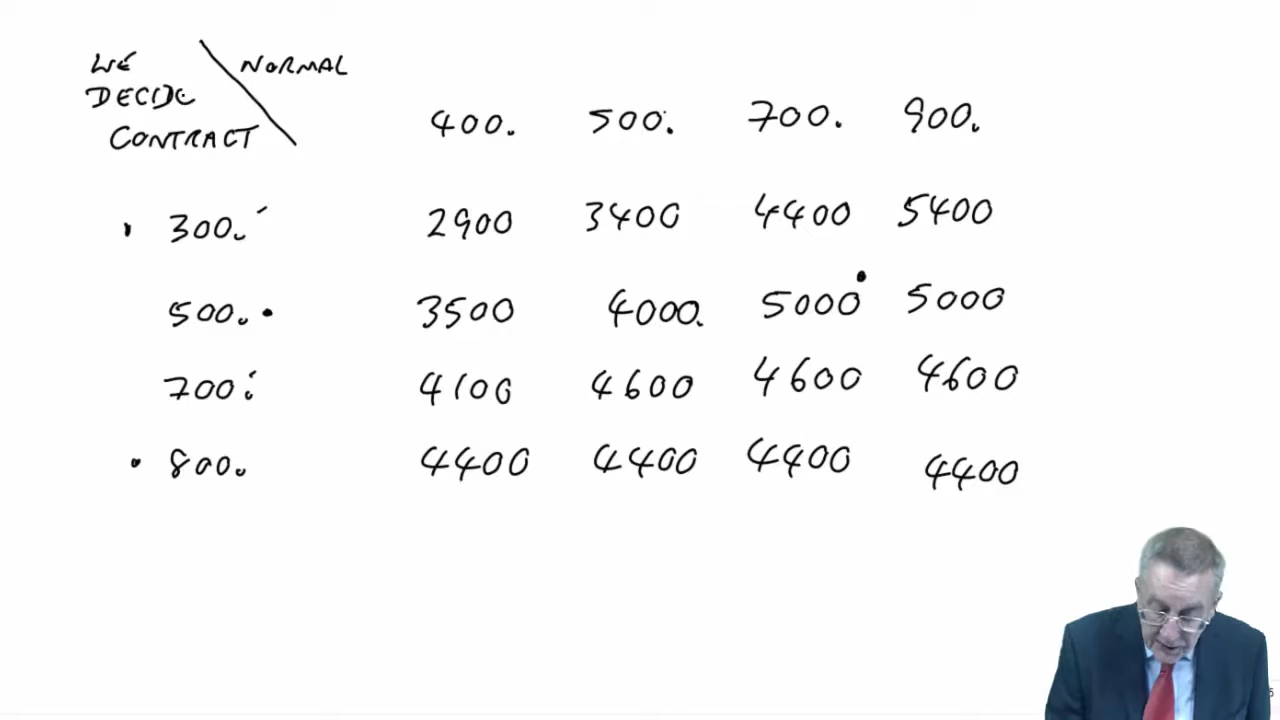 WE NORMAL
DECIDE
CONTRACT
400. 500. 700. 900.
300. 2900 3400 4400 5400
500. 3500 4000. 5000 5000
700. 4100 4600 4600 4600
800. 4400 4400 4400 4400